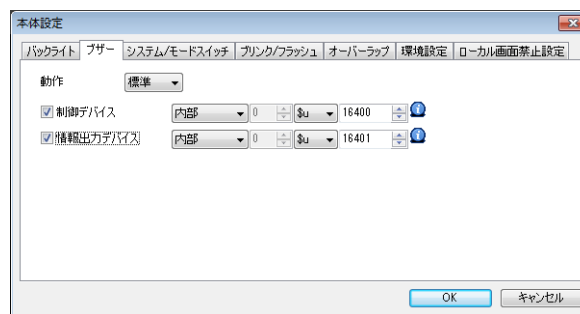 本体設定
バックライト ブザー システム/モードスイッチ ブリンク/フラッシュ オーバーラップ 環境設定 ローカル画面禁止設定
動作 標準
制御デバイス 内部 0 $u 16400
情報出力デバイス 内部 0 $u 16401
OK キャンセル